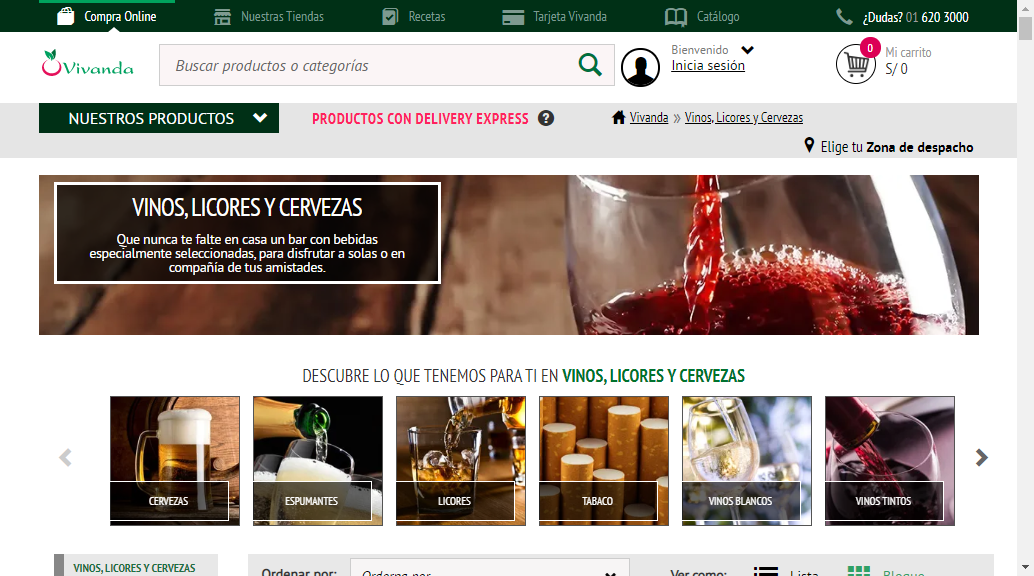 Compra Online
Nuestras Tiendas
Recetas
Tarjeta Vivanda
Catálogo
¿Dudas? 01 620 3000
Vivanda
Buscar productos o categorías
Bienvenido
Inicia sesión
0
Mi carrito
S/ 0
NUESTROS PRODUCTOS
PRODUCTOS CON DELIVERY EXPRESS ?
Vivanda » Vinos, Licores y Cervezas
Elige tu Zona de despacho
VINOS, LICORES Y CERVEZAS
Que nunca te falte en casa un bar con bebidas
especialmente seleccionadas, para disfrutar a solas o en
compañía de tus amistades.
DESCUBRE LO QUE TENEMOS PARA TI EN VINOS, LICORES Y CERVEZAS
CERVEZAS
ESPUMANTES
LICORES
TABACO
VINOS BLANCOS
VINOS TINTOS
VINOS, LICORES Y CERVEZAS
Ordenar por:
Ordena por
Ver como:
Lista
Bloque